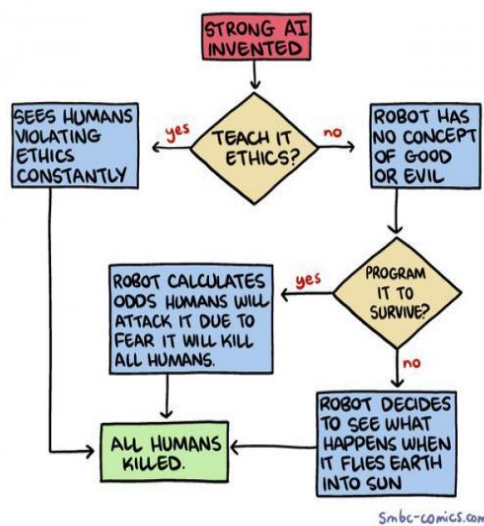 STRONG AI
INVENTED
SEES HUMANS
VIOLATING
ETHICS
CONSTANTLY
yes
TEACH IT
ETHICS?
no
ROBOT HAS
NO CONCEPT
OF GOOD
OR EVIL
ROBOT CALCULATES
ODDS HUMANS WILL
ATTACK IT DUE TO
FEAR IT WILL KILL
ALL HUMANS.
yes
PROGRAM
IT TO
SURVIVE?
no
ALL HUMANS
KILLED.
ROBOT DECIDES
TO SEE WHAT
HAPPENS WHEN
IT FLIES EARTH
INTO SUN
smbc-comics.com